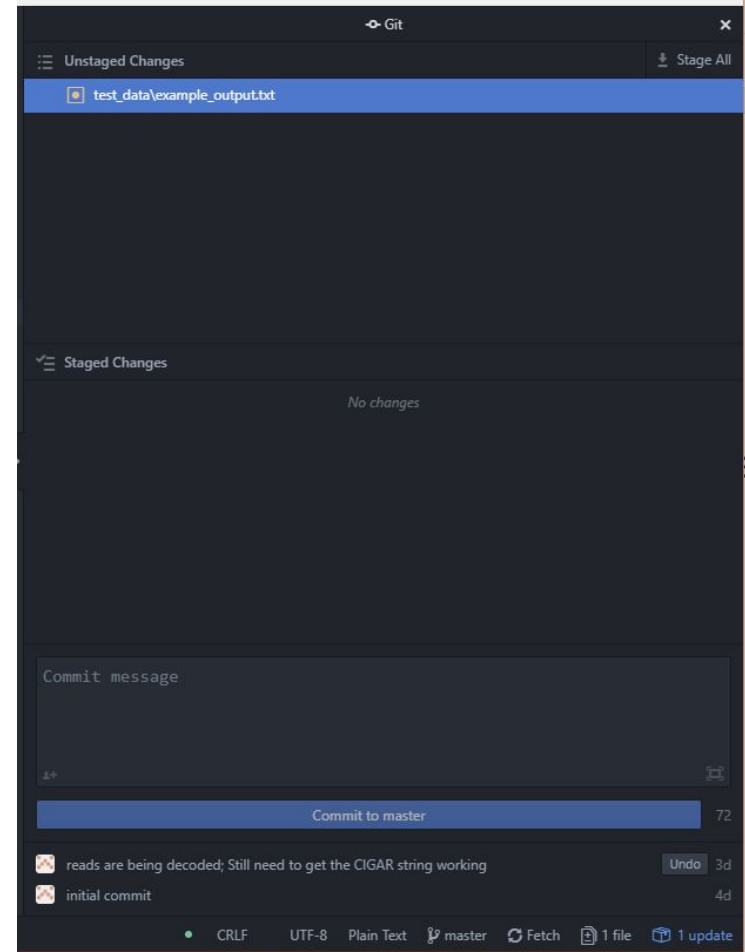 Git
Unstaged Changes Stage All
test_data\example_output.txt
Staged Changes
No changes
Commit message
Commit to master 72
reads are being decoded; Still need to get the CIGAR string working Undo 3d
initial commit 4d
CRLF UTF-8 Plain Text master Fetch 1 file 1 update